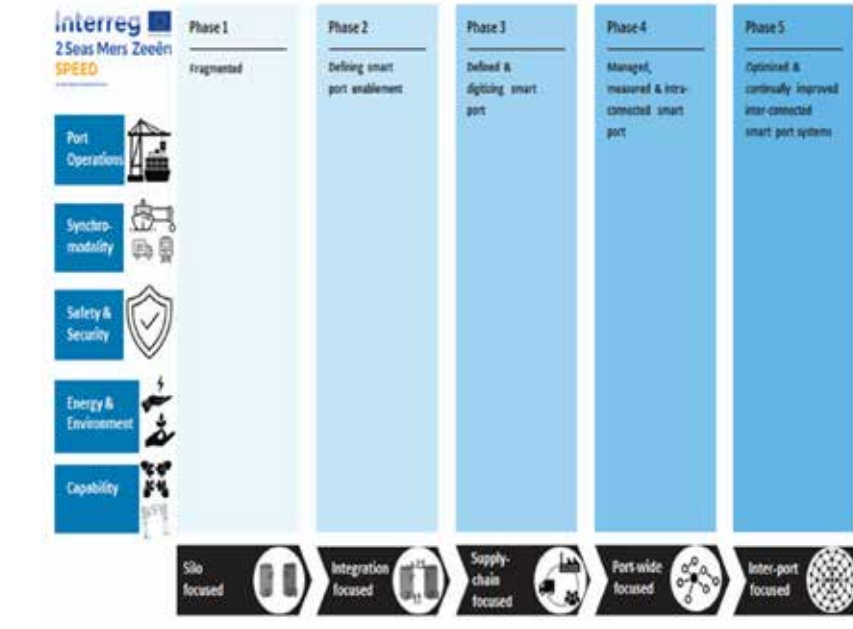 Interreg
2 Seas Mers Zeeën
SPEED
Phase 1
Fragmented
Phase 2
Defining smart
port enablement
Phase 3
Defined &
digitizing smart
port
Phase 4
Managed,
measured & intra-
connected smart
port
Phase 5
Optimized &
continually improved
inter-connected
smart port systems
Port
Operations
Synchro-
modality
Safety &
Security
Energy &
Environment
Capability
Silo
focused
Integration
focused
Supply-
chain
focused
Port-wide
focused
Inter-port
focused